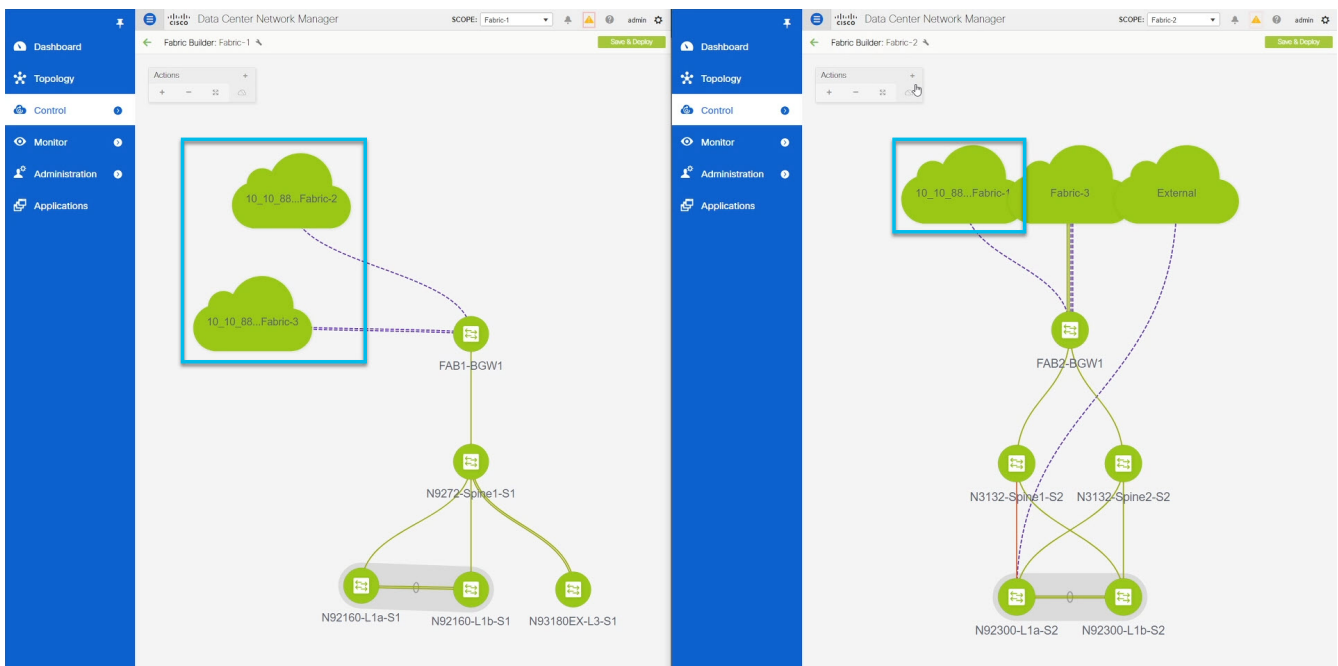 cisco Data Center Network Manager
SCOPE: Fabric-1
admin
Fabric Builder: Fabric-1
Save & Deploy
Dashboard
Topology
Control
Monitor
Administration
Applications
Actions
10_10_88...Fabric-2
10_10_88...Fabric-3
FAB1-BGW1
N9272-Spine1-S1
N92160-L1a-S1
N92160-L1b-S1
N93180EX-L3-S1
cisco Data Center Network Manager
SCOPE: Fabric-2
admin
Fabric Builder: Fabric-2
Save & Deploy
Dashboard
Topology
Control
Monitor
Administration
Applications
Actions
10_10_88...Fabric-1
Fabric-3
External
FAB2-BGW1
N3132-Spine1-S2
N3132-Spine2-S2
N92300-L1a-S2
N92300-L1b-S2